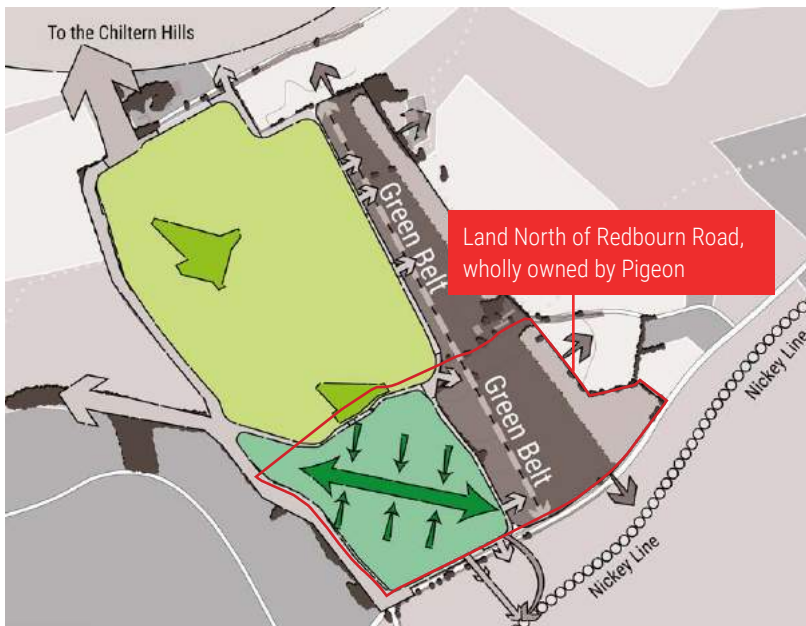 To the Chiltern Hills
Green Belt
Land North of Redbourn Road,
wholly owned by Pigeon
Green Belt
Nickey Line
Nickey Line